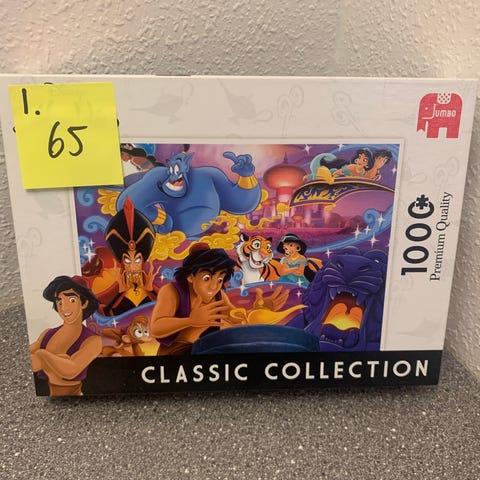 1.
65
Jumbo
1000
Premium Quality
CLASSIC COLLECTION